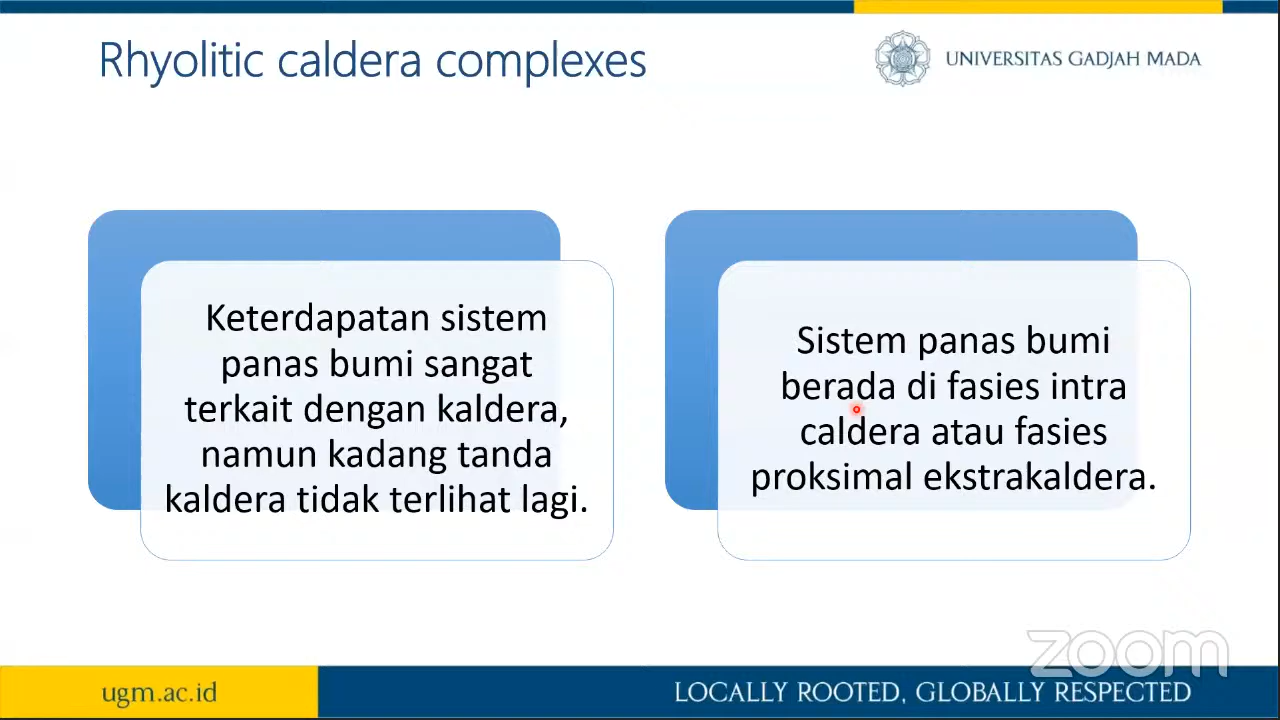 Rhyolitic caldera complexes
UNIVERSITAS GADJAH MADA
Keterdapatan sistem
panas bumi sangat
terkait dengan kaldera,
namun kadang tanda
kaldera tidak terlihat lagi.
Sistem panas bumi
berada di fasies intra
caldera atau fasies
proksimal ekstrakaldera.
zoom
ugm.ac.id
LOCALLY ROOTED, GLOBALLY RESPECTED